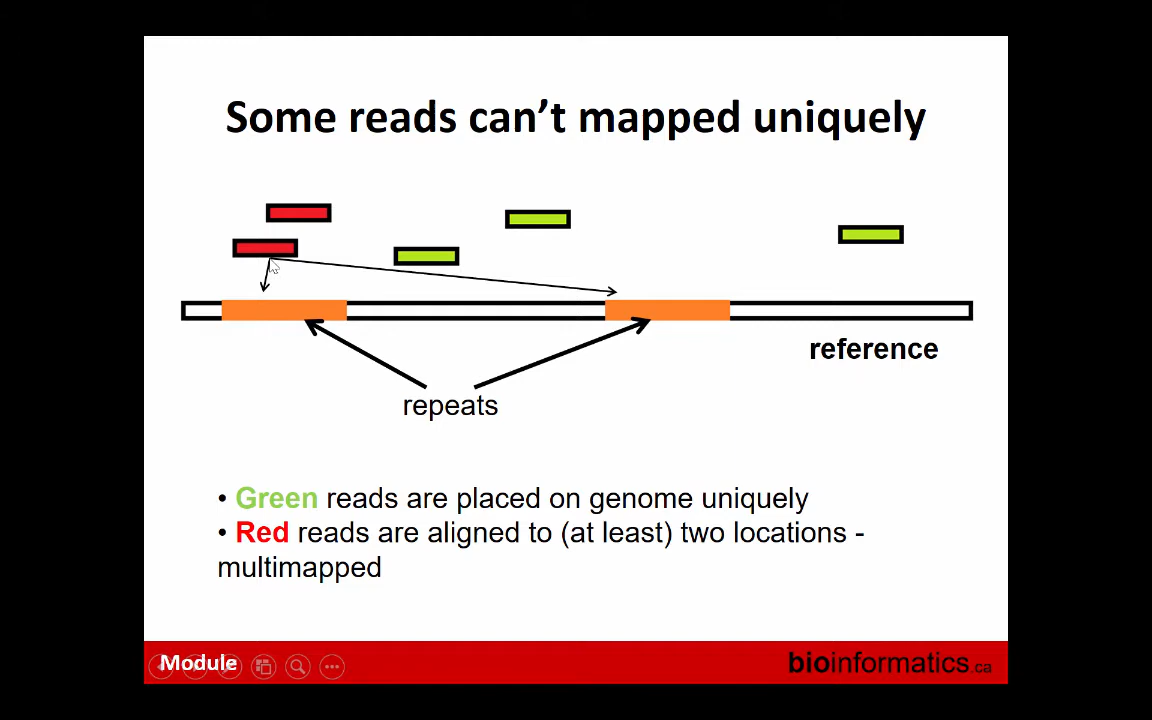 Some reads can’t mapped uniquely
reference
repeats
• Green reads are placed on genome uniquely
• Red reads are aligned to (at least) two locations -
multimapped
Module
bioinformatics.ca